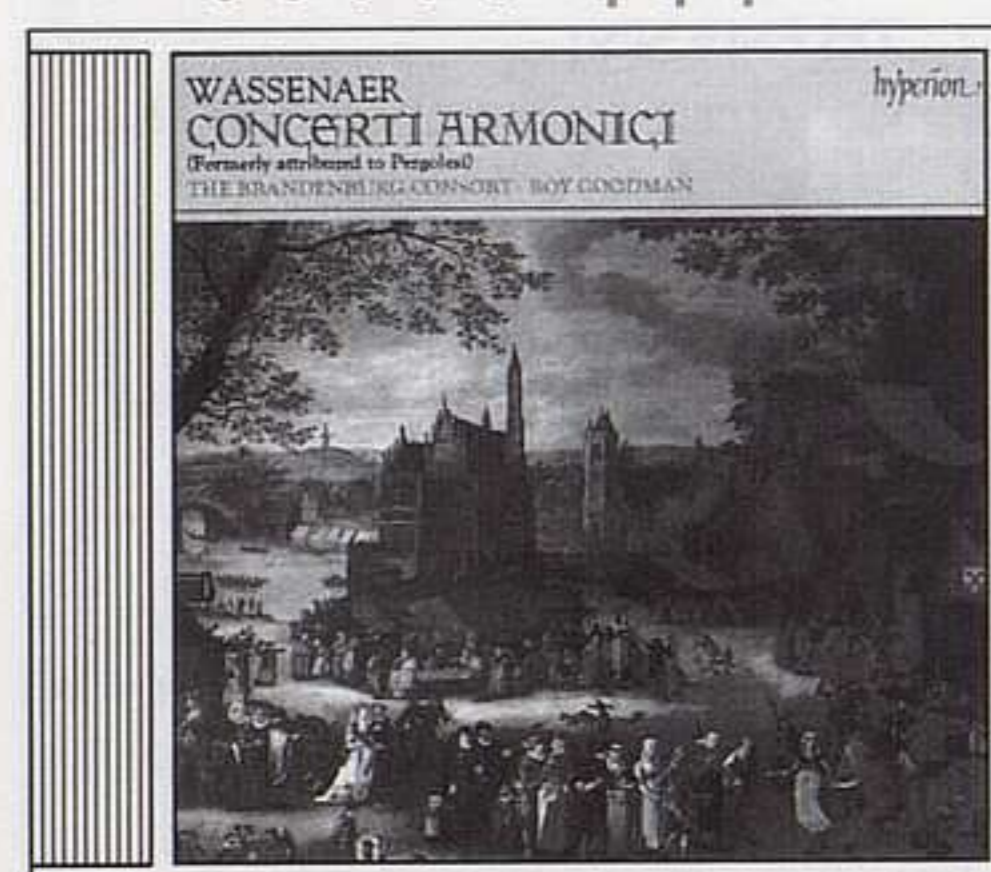 WASSENAER
hyperion
CONCERTI ARMONICI
(Formerly attributed to Pergolesi)
THE BRANDENBURG CONSORT · ROY GOODMAN